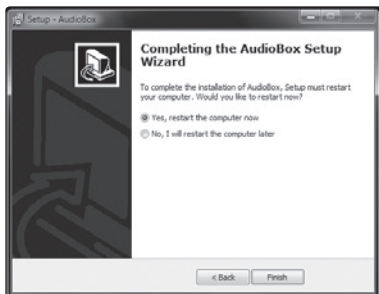 Setup - AudioBox
Completing the AudioBox Setup
Wizard
To complete the installation of AudioBox, Setup must restart
your computer. Would you like to restart now?
Yes, restart the computer now
No, I will restart the computer later
< Back
Finish